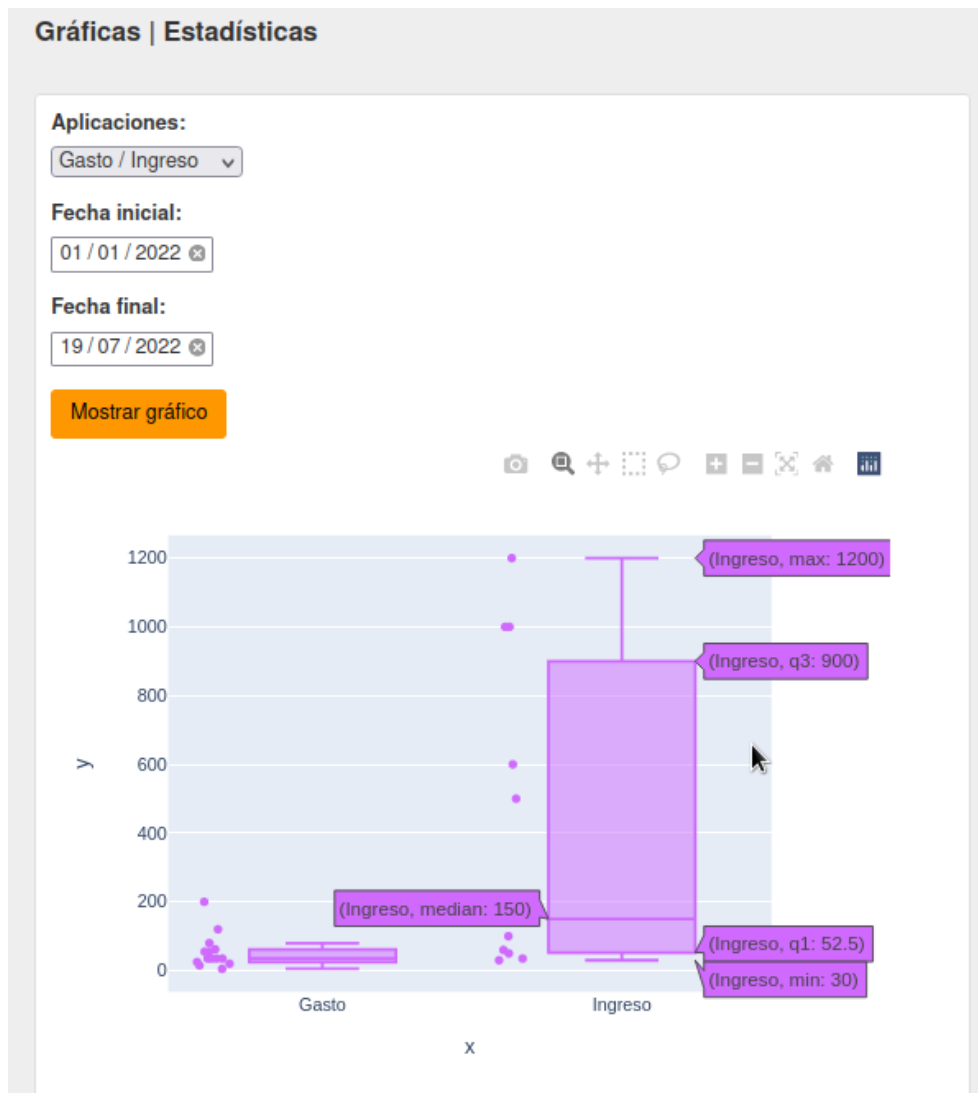 Gráficas | Estadísticas
Aplicaciones:
Gasto / Ingreso
Fecha inicial:
01 / 01 / 2022
Fecha final:
19 / 07 / 2022
Mostrar gráfico
1200
(Ingreso, max: 1200)
1000
(Ingreso, q3: 900)
800
y
600
400
200
(Ingreso, median: 150)
(Ingreso, q1: 52.5)
0
(Ingreso, min: 30)
Gasto
Ingreso
x